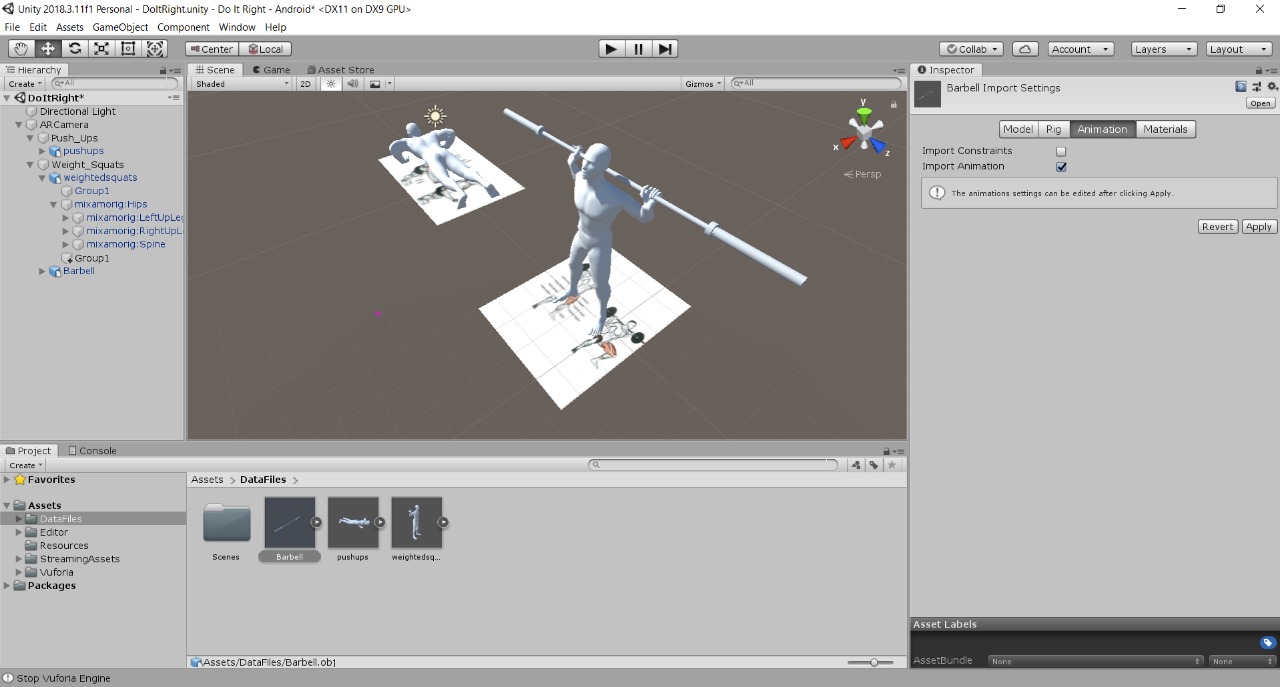 Unity 2018.3.11f1 Personal - DoItRight.unity - Do It Right - Android* <DX11 on DX9 GPU>
File Edit Assets GameObject Component Window Help
Center Local Collab Account Layers Layout
Hierarchy
Create All
DoItRight*
Directional Light
ARCamera
Push_Ups
pushups
Weight_Squats
weightedsquats
Group1
mixamorig:Hips
mixamorig:LeftUpLeg
mixamorig:RightUpL
mixamorig:Spine
Group1
Barbell
Scene Game Asset Store
Shaded 2D Gizmos All
y
x
z
Persp
Inspector
Barbell Import Settings
Open
Model Rig Animation Materials
Import Constraints
Import Animation
The animations settings can be edited after clicking Apply.
Revert Apply
Project Console
Create
Favorites
Assets
DataFiles
Editor
Resources
StreamingAssets
Vuforia
Packages
Assets > DataFiles >
Scenes Barbell pushups weightedsq...
Assets/DataFiles/Barbell.obj
Asset Labels
AssetBundle None None
Stop Vuforia Engine